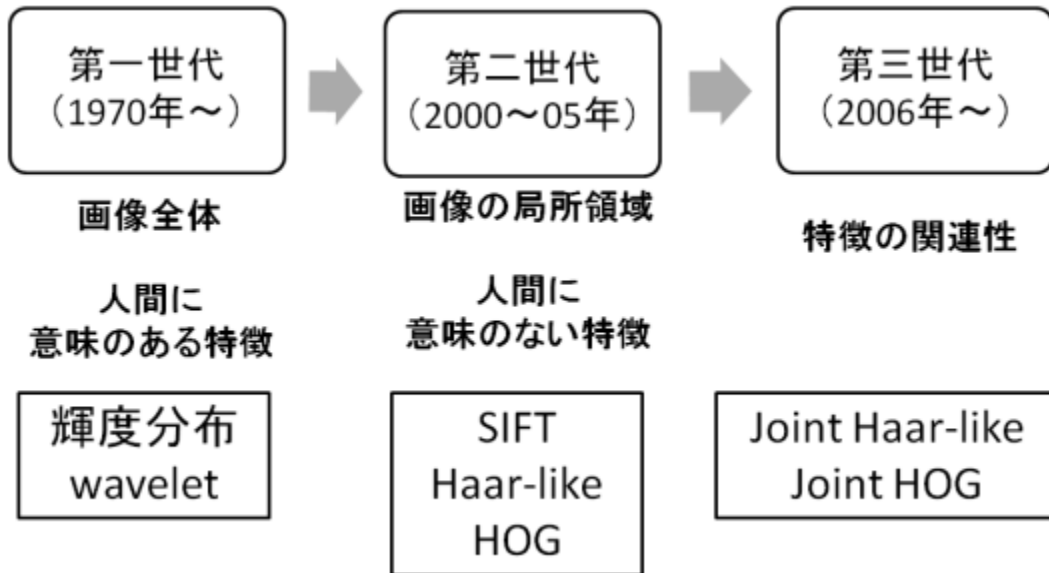 第一世代
（1970年～）
第二世代
（2000～05年）
第三世代
（2006年～）
画像全体
画像の局所領域
特徴の関連性
人間に
意味のある特徴
人間に
意味のない特徴
輝度分布
wavelet
SIFT
Haar-like
HOG
Joint Haar-like
Joint HOG